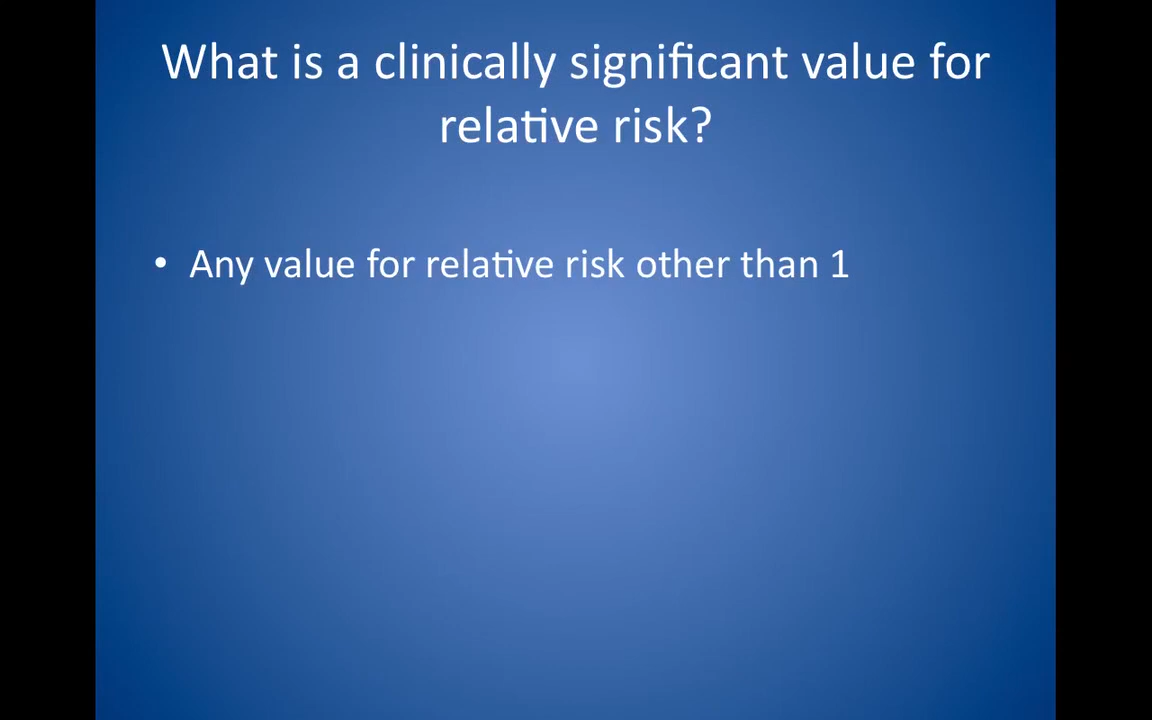 What is a clinically significant value for
relative risk?
• Any value for relative risk other than 1